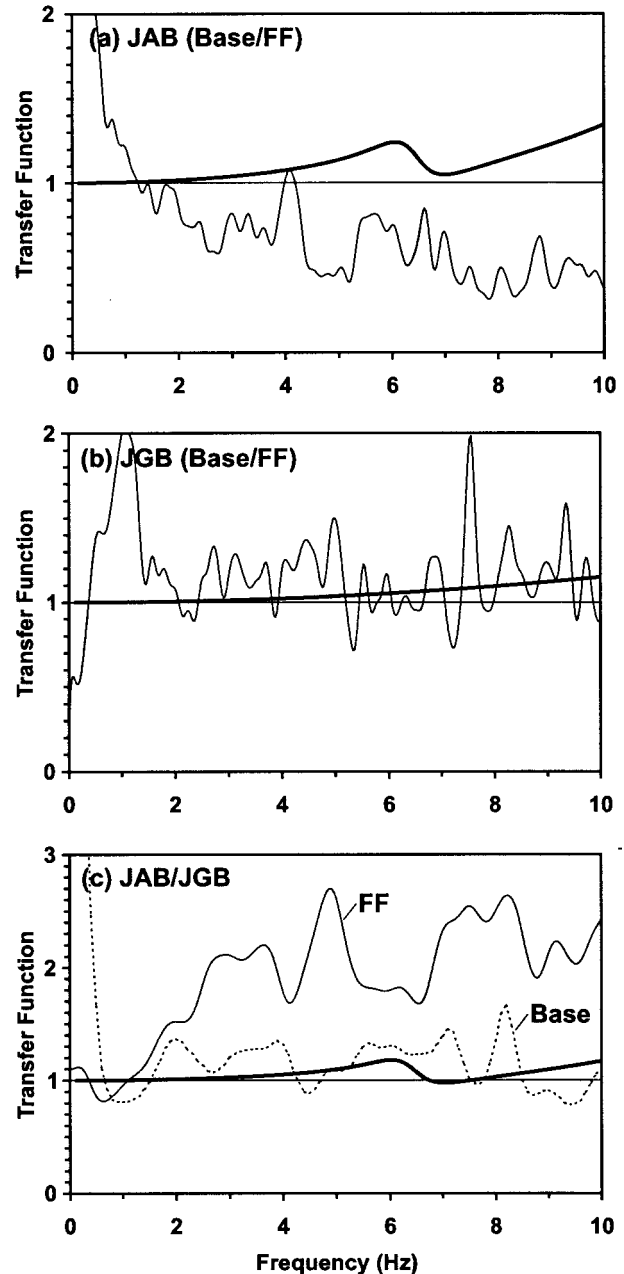 (a) JAB (Base/FF)
Transfer Function
2
1
0
0 2 4 6 8 10
(b) JGB (Base/FF)
Transfer Function
2
1
0
0 2 4 6 8 10
(c) JAB/JGB
FF
Base
Transfer Function
3
2
1
0
0 2 4 6 8 10
Frequency (Hz)